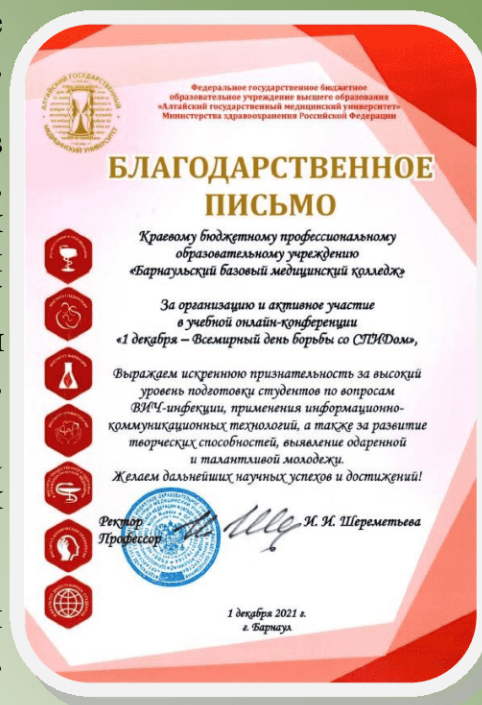 Федеральное государственное бюджетное
образовательное учреждение высшего образования
«Алтайский государственный медицинский университет»
Министерства здравоохранения Российской Федерации
АЛТАЙСКИЙ ГОСУДАРСТВЕННЫЙ
МЕДИЦИНСКИЙ УНИВЕРСИТЕТ
БЛАГОДАРСТВЕННОЕ
ПИСЬМО
Краевому бюджетному профессиональному
образовательному учреждению
«Барнаульский базовый медицинский колледж»
За организацию и активное участие
в учебной онлайн-конференции
«1 декабря – Всемирный день борьбы со СПИДом»,
Выражаем искреннюю признательность за высокий
уровень подготовки студентов по вопросам
ВИЧ-инфекции, применения информационно-
коммуникационных технологий, а также за развитие
творческих способностей, выявление одаренной
и талантливой молодежи.
Желаем дальнейших научных успехов и достижений!
Ректор
Профессор
И. И. Шереметьева
1 декабря 2021 г.
г. Барнаул